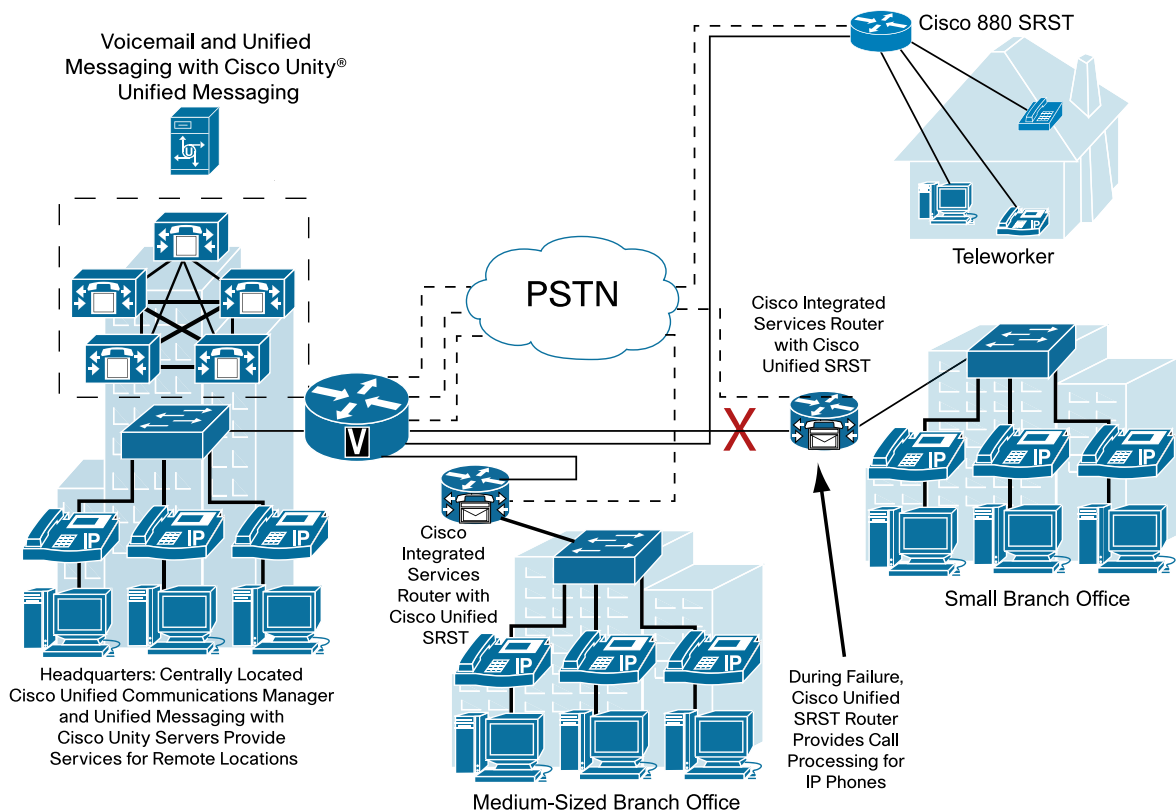 Voicemail and Unified
Messaging with Cisco Unity®
Unified Messaging
U
Cisco 880 SRST
IP
Teleworker
PSTN
Cisco Integrated
Services Router
with Cisco
Unified SRST
V
X
IP
IP
IP
Small Branch Office
IP
IP
IP
Headquarters: Centrally Located
Cisco Unified Communications Manager
and Unified Messaging with
Cisco Unity Servers Provide
Services for Remote Locations
Cisco
Integrated
Services
Router with
Cisco Unified
SRST
IP
IP
IP
Medium-Sized Branch Office
During Failure,
Cisco Unified
SRST Router
Provides Call
Processing for
IP Phones